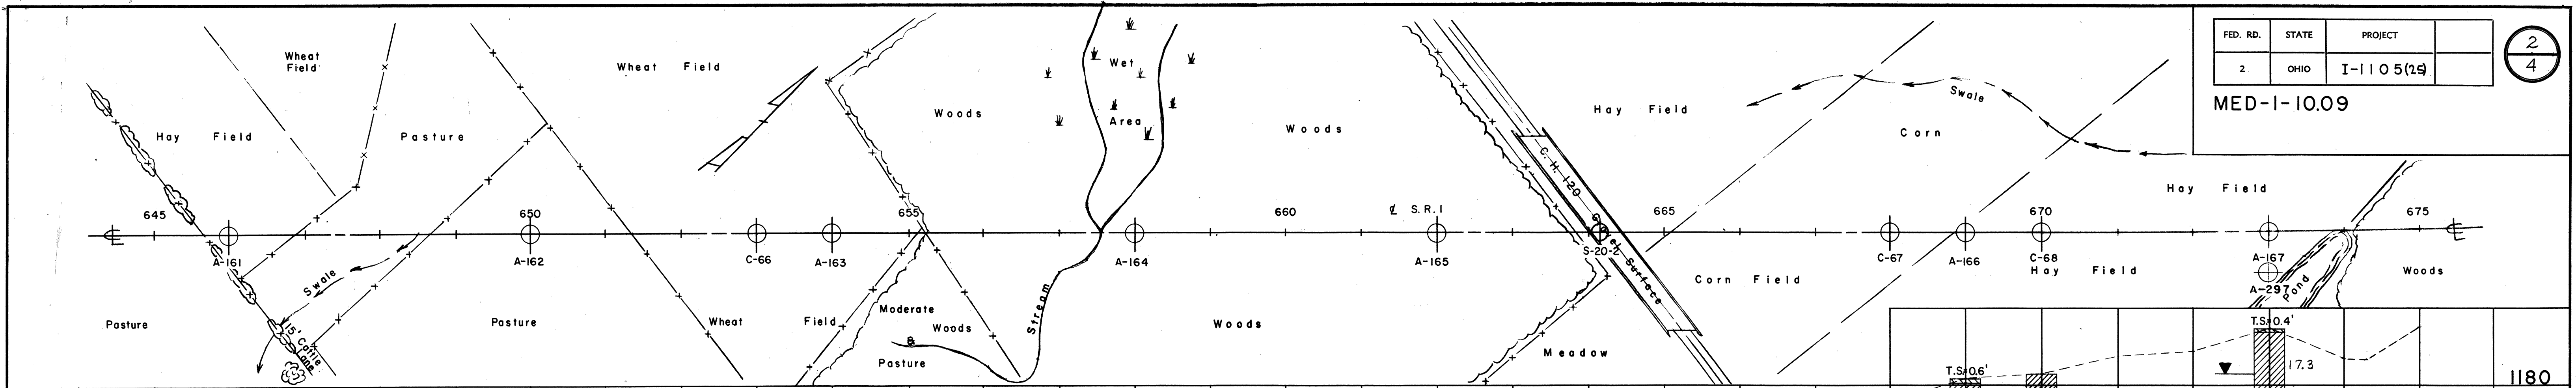 FED. RD. STATE PROJECT
2 OHIO I-1105(25)
2
4
MED-1-10.09
Wheat
Field
Wheat Field
Hay Field
Pasture
Woods
Wet
Area
Woods
Hay Field
Swale
Corn
C. H. 120 Gravel Surface
Hay Field
645
650
655
660
℄ S.R. 1
665
670
675
A-161
A-162
C-66
A-163
A-164
A-165
S-20-2
C-67
A-166
C-68
A-167
A-297
Swale
15' Cattle
Lane
Stream
Corn Field
Hay Field
Pond
Woods
Pasture
Pasture
Wheat Field
Moderate
Woods
&
Pasture
Woods
Meadow
T.S.=0.6'
T.S.=0.4'
17.3
1180